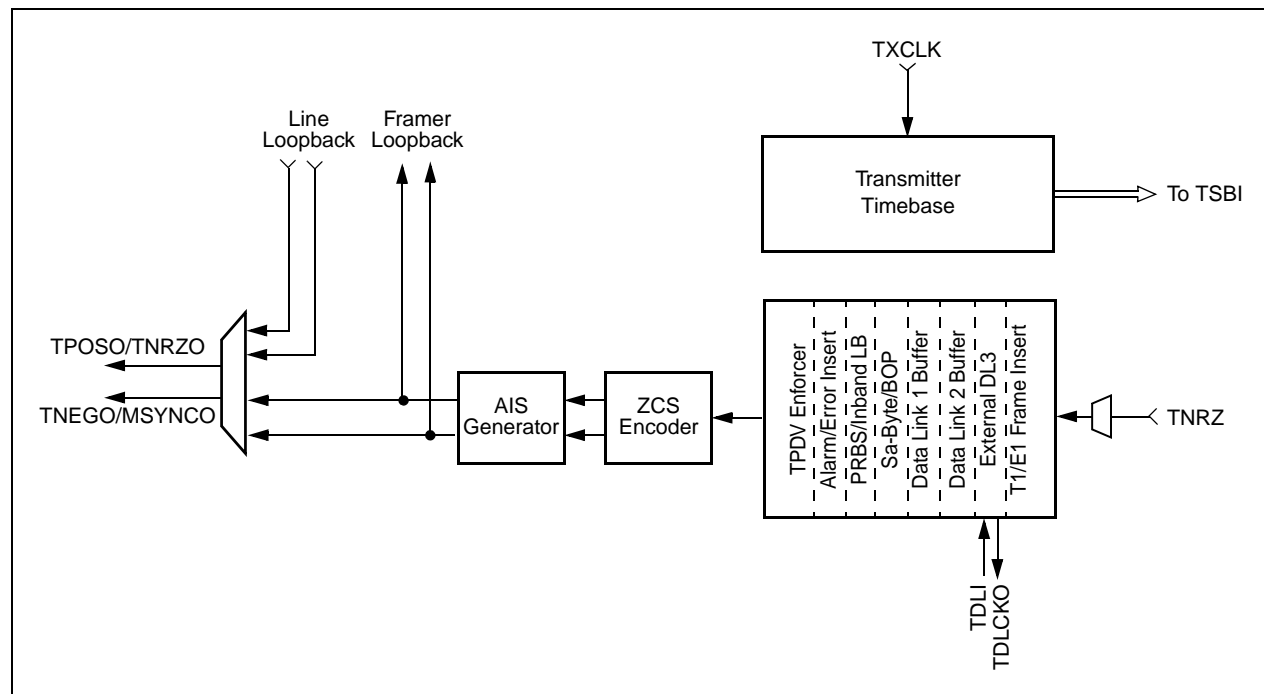 TXCLK
Line
Loopback
Framer
Loopback
Transmitter
Timebase
To TSBI
TPOSO/TNRZO
TNEGO/MSYNCO
AIS
Generator
ZCS
Encoder
TPDV Enforcer
Alarm/Error Insert
PRBS/Inband LB
Sa-Byte/BOP
Data Link 1 Buffer
Data Link 2 Buffer
External DL3
T1/E1 Frame Insert
TNRZ
TDLI
TDLCKO